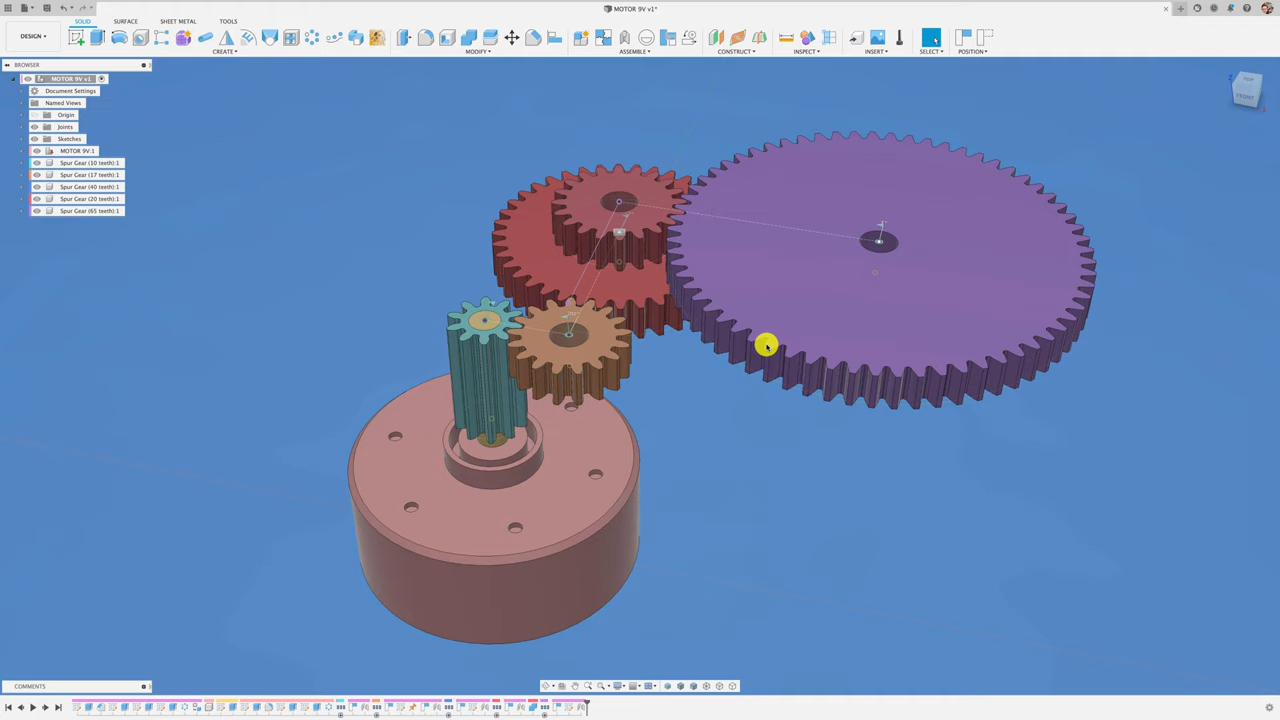 MOTOR 9V v1*
SOLID SURFACE SHEET METAL TOOLS
DESIGN ▾
CREATE ▾ MODIFY ▾ ASSEMBLE ▾ CONSTRUCT ▾ INSPECT ▾ INSERT ▾ SELECT ▾ POSITION ▾
BROWSER
MOTOR 9V v1
Document Settings
Named Views
Origin
Joints
Sketches
MOTOR 9V:1
Spur Gear (10 teeth):1
Spur Gear (17 teeth):1
Spur Gear (40 teeth):1
Spur Gear (20 teeth):1
Spur Gear (65 teeth):1
TOP
Z
FRONT
COMMENTS